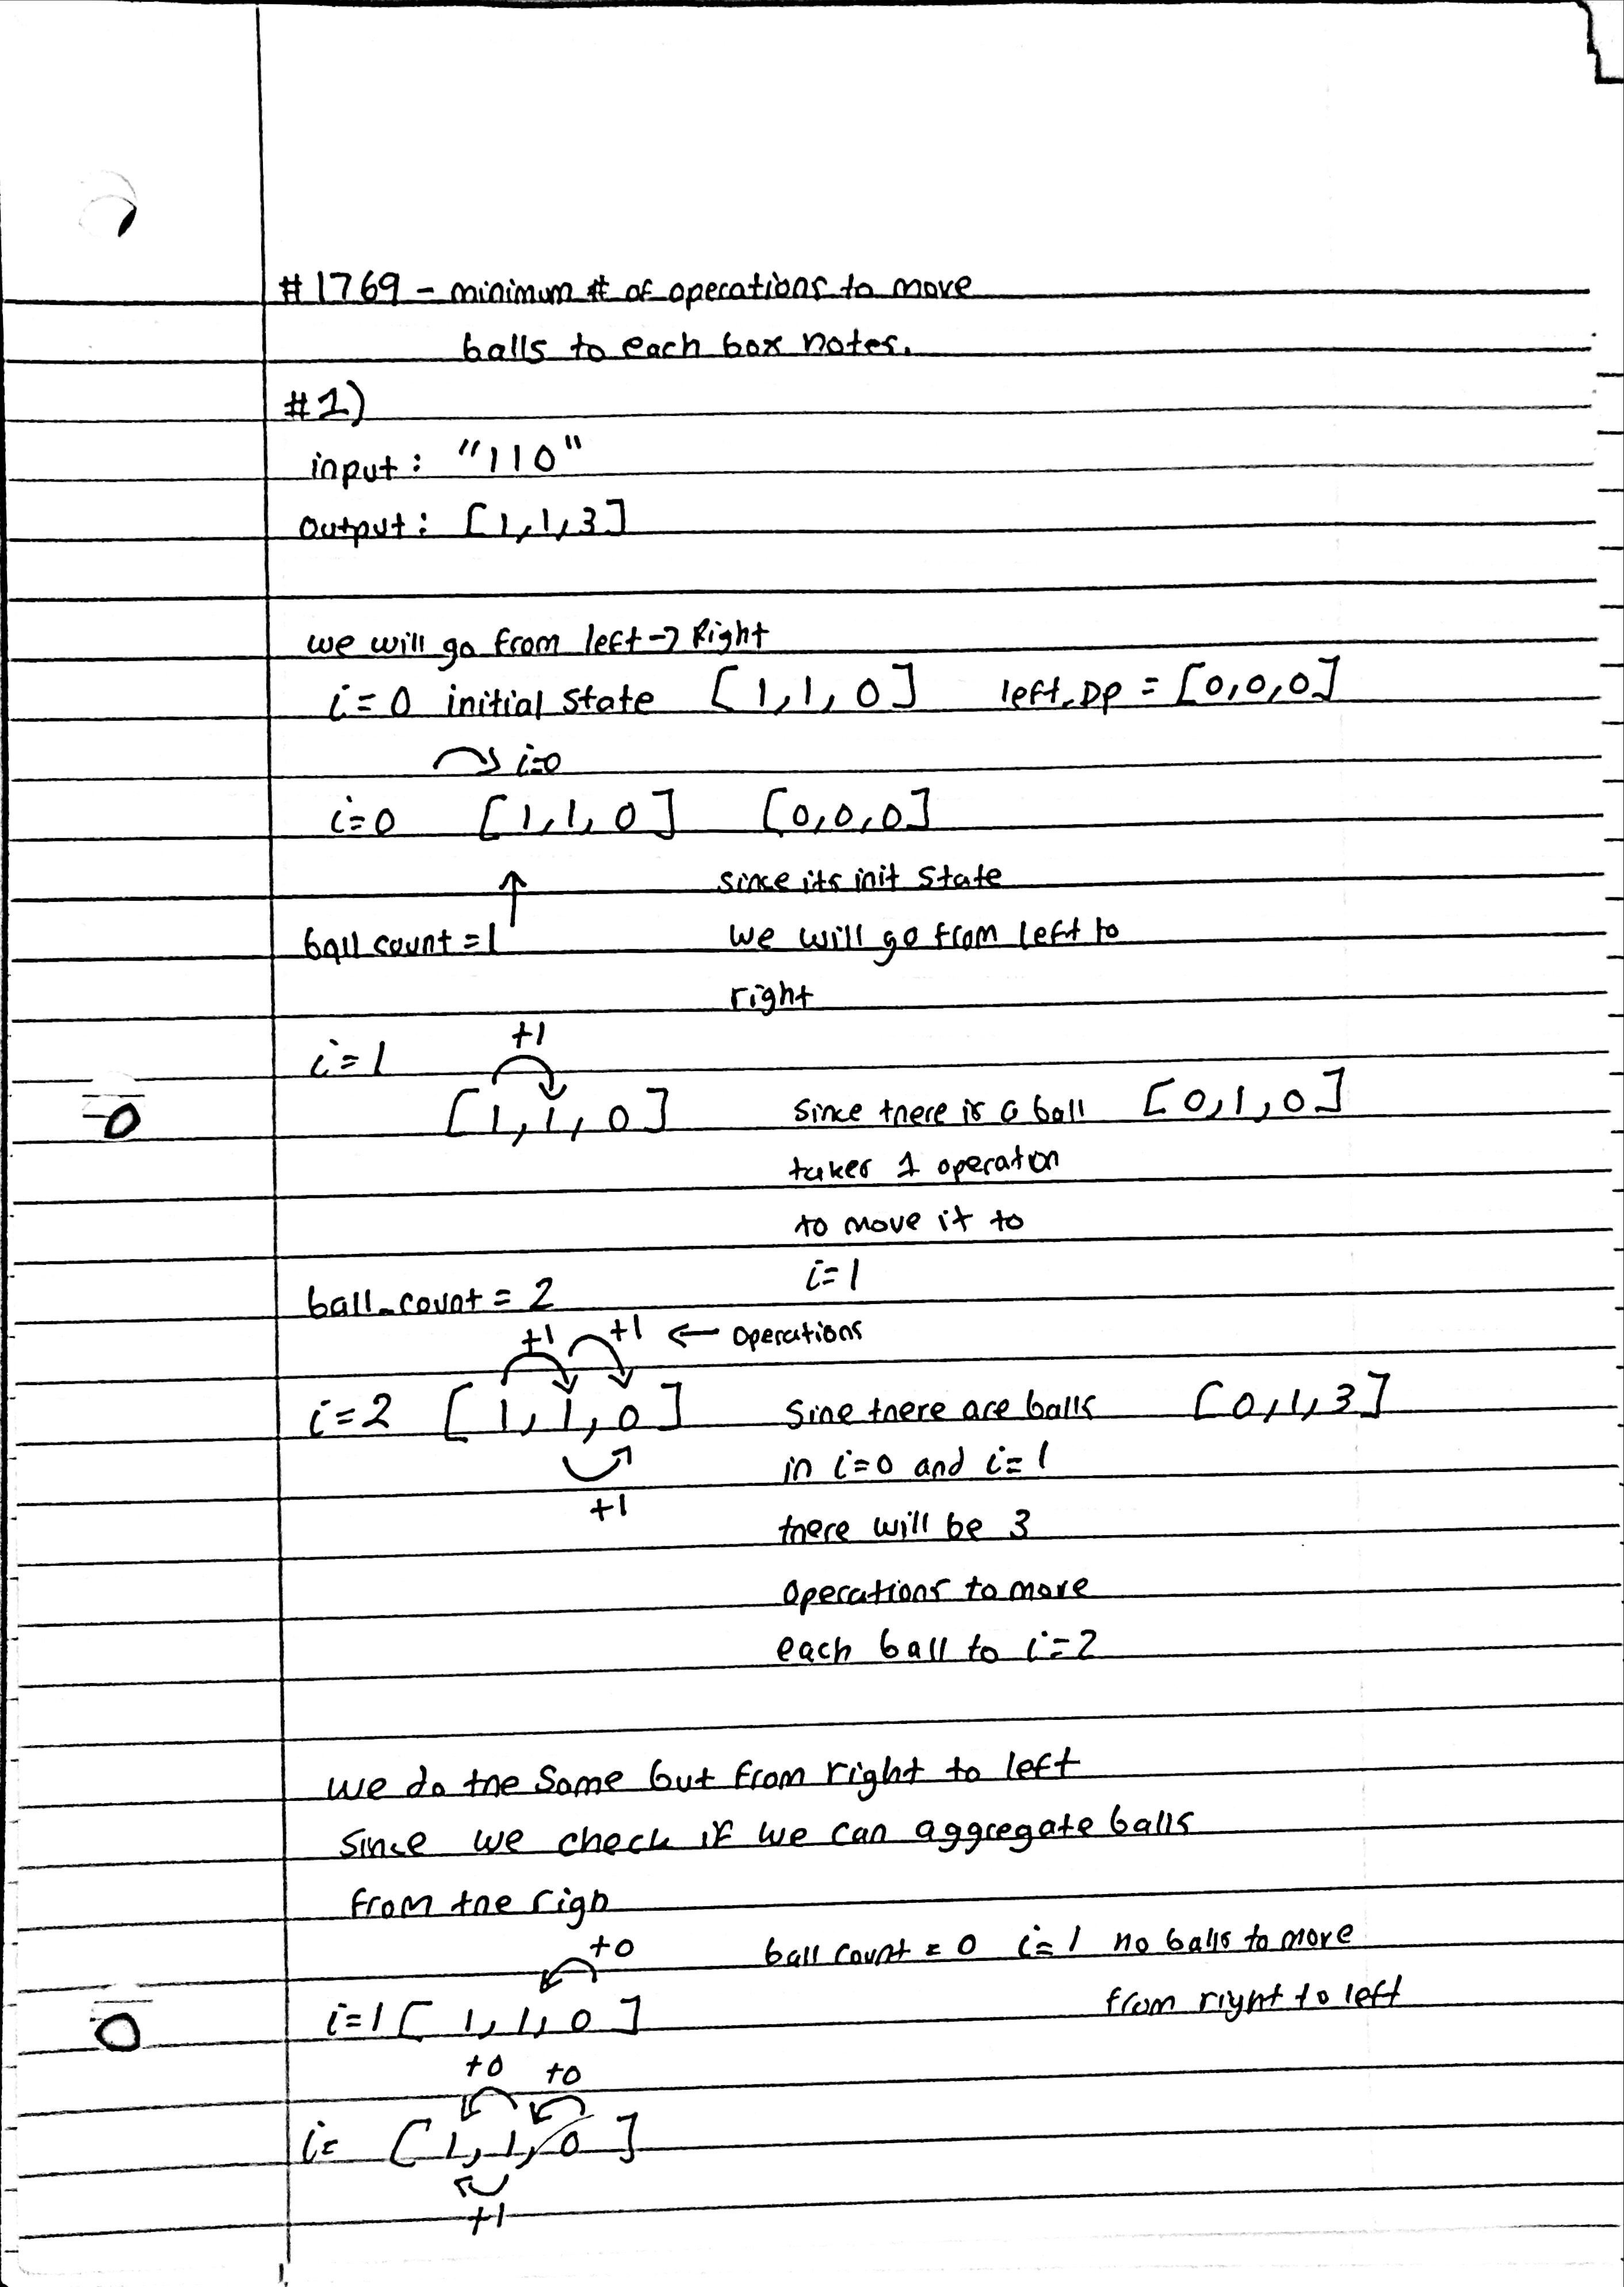 #1769 - minimum # of operations to move
balls to each box notes.
#1)
input: "110"
output: [1,1,3]
we will go from left → Right
i=0 initial state [1,1,0] left_Dp = [0,0,0]
i=0
i=0 [1,1,0] [0,0,0]
since its init state
ball count = 1 we will go from left to
right
+1
i=1
[1,1,0] since there is a ball [0,1,0]
takes 1 operation
to move it to
i=1
ball_count = 2
+1 +1 ← operations
i=2 [1,1,0] Sine there are balls [0,1,3]
in i=0 and i=1
+1
there will be 3
operations to move
each ball to i=2
we do the same but from right to left
since we check if we can aggregate balls
from the righ
+0 ball count = 0 i=1 no balls to move
from right to left
i=1 [1,1,0]
+0 +0
i= [1,1,0]
+1